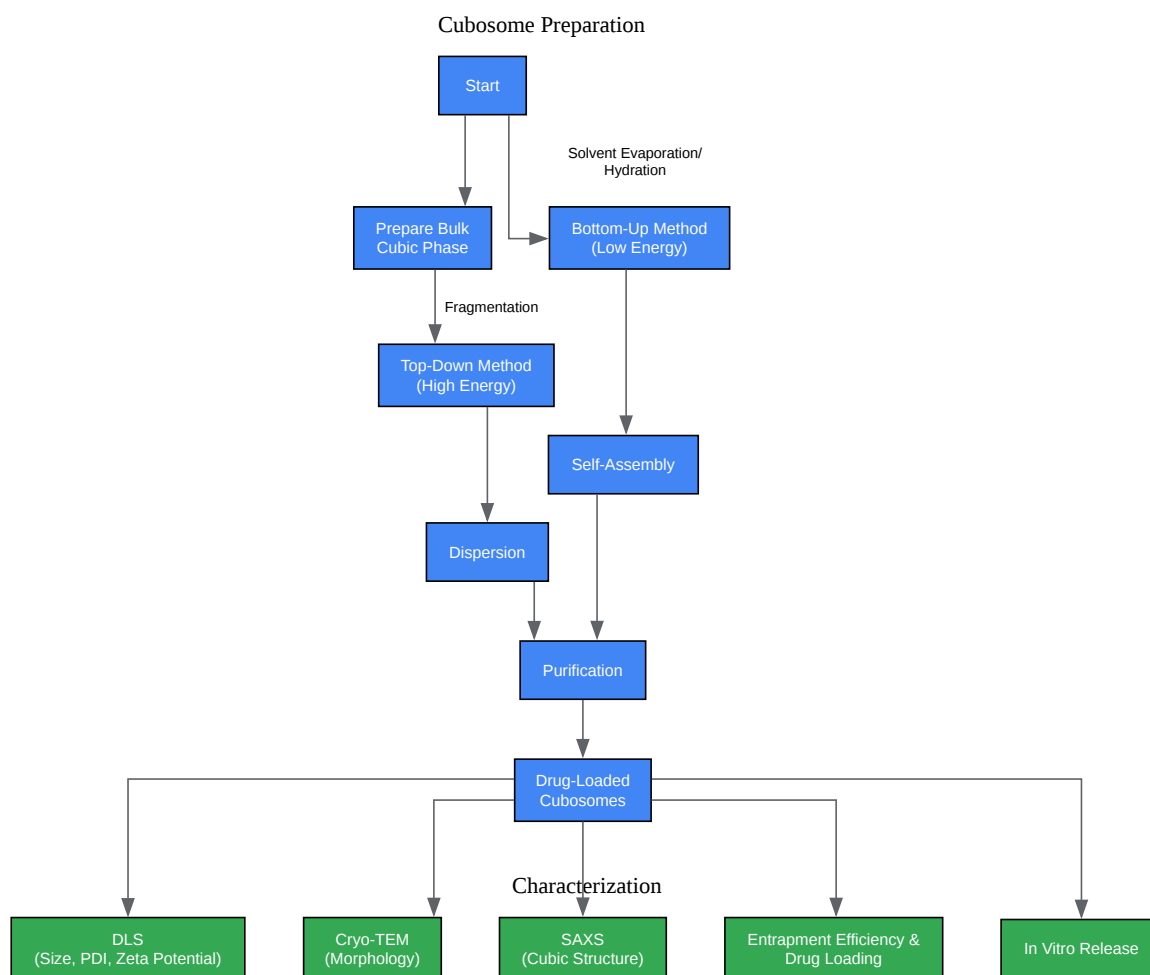 Cubosome Preparation
Start
Solvent Evaporation/
Hydration
Prepare Bulk
Cubic Phase
Bottom-Up Method
(Low Energy)
Fragmentation
Top-Down Method
(High Energy)
Self-Assembly
Dispersion
Purification
Drug-Loaded
Cubosomes
Characterization
DLS
(Size, PDI, Zeta Potential)
Cryo-TEM
(Morphology)
SAXS
(Cubic Structure)
Entrapment Efficiency &
Drug Loading
In Vitro Release